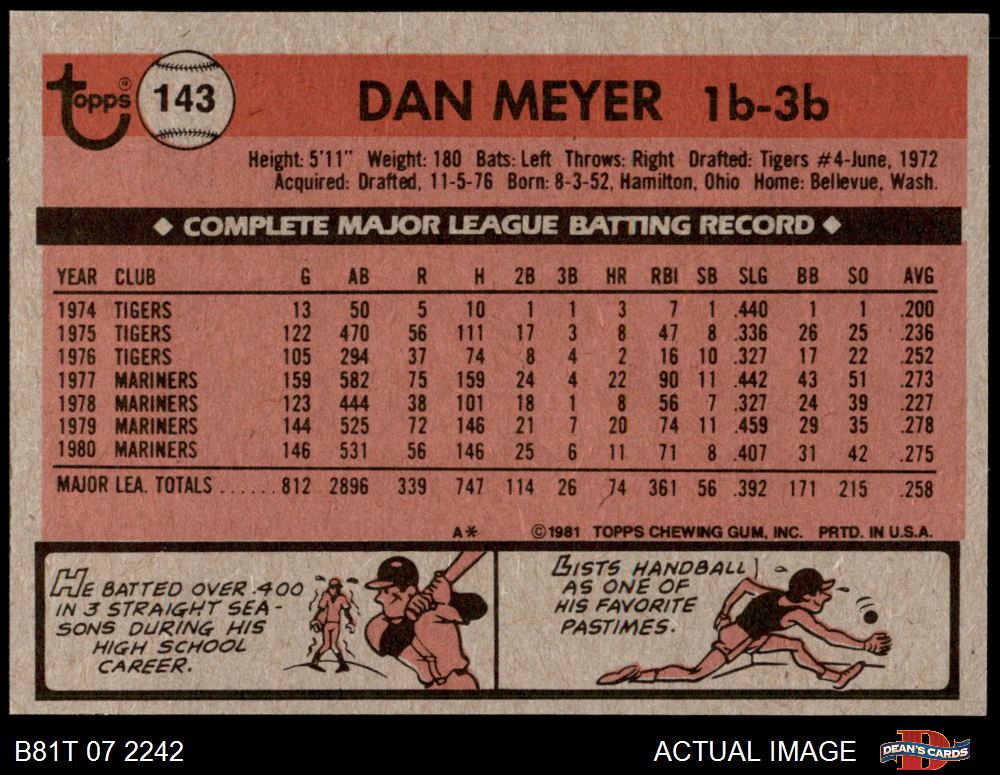 Topps® 143 DAN MEYER 1b-3b
Height: 5'11" Weight: 180 Bats: Left Throws: Right Drafted: Tigers #4-June, 1972
Acquired: Drafted, 11-5-76 Born: 8-3-52, Hamilton, Ohio Home: Bellevue, Wash.
◆ COMPLETE MAJOR LEAGUE BATTING RECORD ◆
YEAR CLUB G AB R H 2B 3B HR RBI SB SLG BB SO AVG
1974 TIGERS 13 50 5 10 1 1 3 7 1 .440 1 1 .200
1975 TIGERS 122 470 56 111 17 3 8 47 8 .336 26 25 .236
1976 TIGERS 105 294 37 74 8 4 2 16 10 .327 17 22 .252
1977 MARINERS 159 582 75 159 24 4 22 90 11 .442 43 51 .273
1978 MARINERS 123 444 38 101 18 1 8 56 7 .327 24 39 .227
1979 MARINERS 144 525 72 146 21 7 20 74 11 .459 29 35 .278
1980 MARINERS 146 531 56 146 25 6 11 71 8 .407 31 42 .275
MAJOR LEA. TOTALS ...... 812 2896 339 747 114 26 74 361 56 .392 171 215 .258
A* ©1981 TOPPS CHEWING GUM, INC. PRTD. IN U.S.A.
HE BATTED OVER .400
IN 3 STRAIGHT SEA-
SONS DURING HIS
HIGH SCHOOL
CAREER.
LISTS HANDBALL
AS ONE OF
HIS FAVORITE
PASTIMES.
B81T 07 2242 ACTUAL IMAGE DEAN'S CARDS